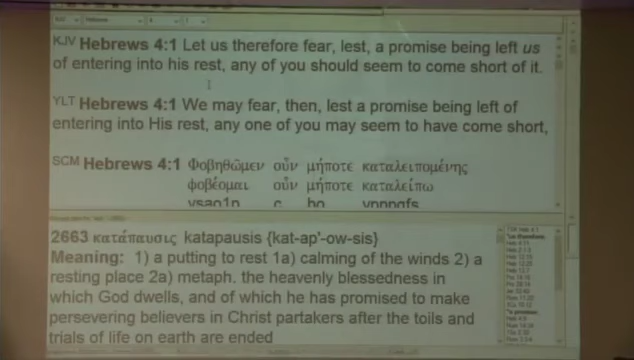 KJV Hebrews 4:1 Let us therefore fear, lest, a promise being left us
of entering into his rest, any of you should seem to come short of it.
YLT Hebrews 4:1 We may fear, then, lest a promise being left of
entering into His rest, any one of you may seem to have come short,
SCM Hebrews 4:1 Φοβηθῶμεν οὖν μήποτε καταλειπομένης
φοβέομαι οὖν μήποτε καταλείπω
2663 κατάπαυσις katapausis {kat-ap'-ow-sis}
Meaning: 1) a putting to rest 1a) calming of the winds 2) a
resting place 2a) metaph. the heavenly blessedness in
which God dwells, and of which he has promised to make
persevering believers in Christ partakers after the toils and
trials of life on earth are ended